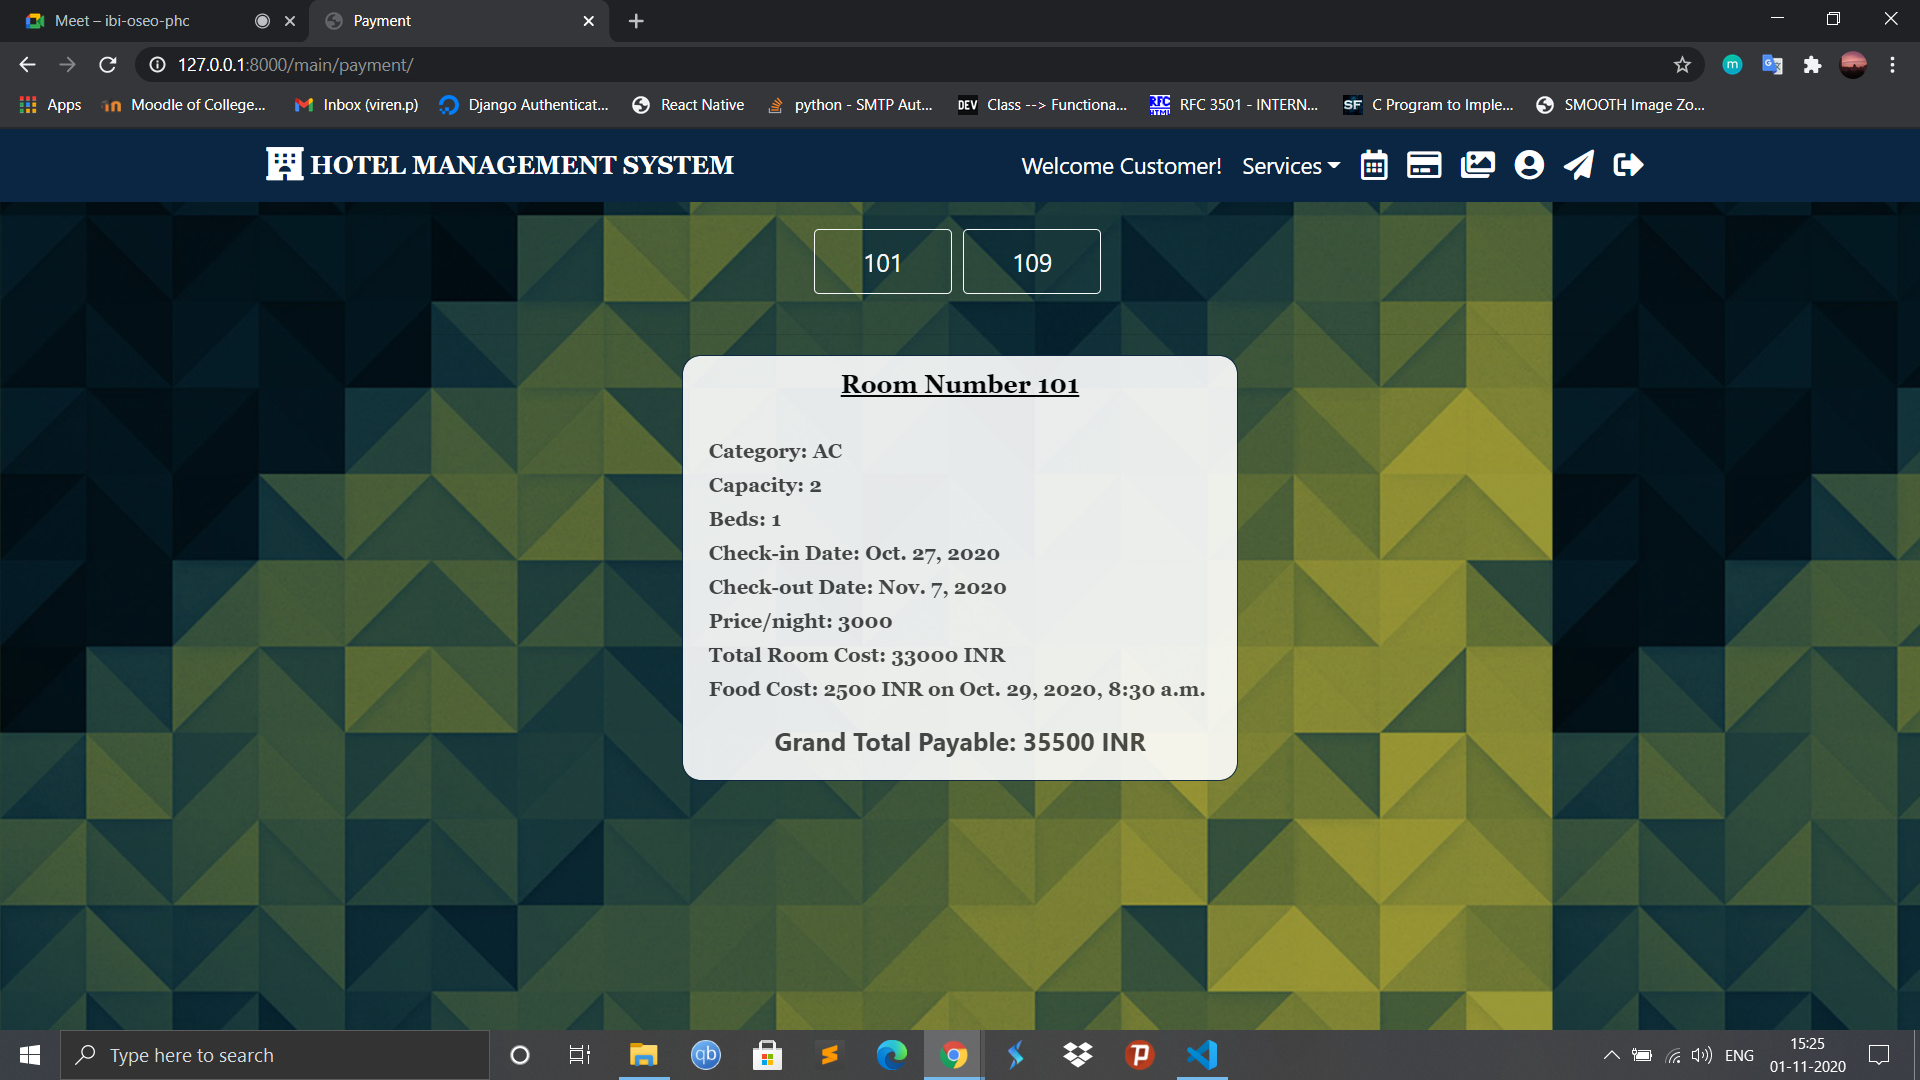 Meet – ibi-oseo-phc
Payment
127.0.0.1:8000/main/payment/
m
Apps
Moodle of College...
Inbox (viren.p)
Django Authenticat...
React Native
python - SMTP Aut...
DEV
Class --> Functiona...
RFC
HTML
RFC 3501 - INTERN...
SF
C Program to Imple...
SMOOTH Image Zo...
HOTEL MANAGEMENT SYSTEM
Welcome Customer!
Services
101
109
Room Number 101
Category: AC
Capacity: 2
Beds: 1
Check-in Date: Oct. 27, 2020
Check-out Date: Nov. 7, 2020
Price/night: 3000
Total Room Cost: 33000 INR
Food Cost: 2500 INR on Oct. 29, 2020, 8:30 a.m.
Grand Total Payable: 35500 INR
Type here to search
qb
ENG
15:25
01-11-2020